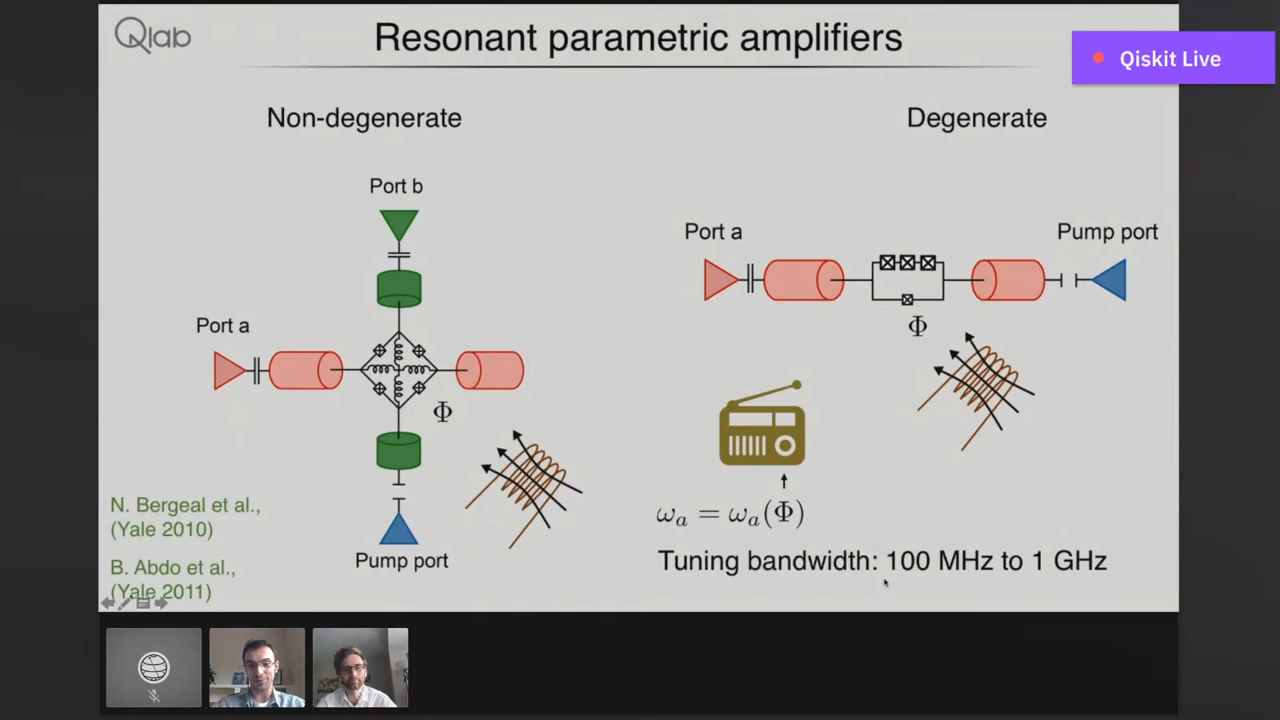 Qlab
Resonant parametric amplifiers
Qiskit Live
Non-degenerate
Degenerate
Port b
Port a
Φ
Pump port
N. Bergeal et al.,
(Yale 2010)
B. Abdo et al.,
(Yale 2011)
Port a
Pump port
Φ
ωa = ωa(Φ)
Tuning bandwidth: 100 MHz to 1 GHz